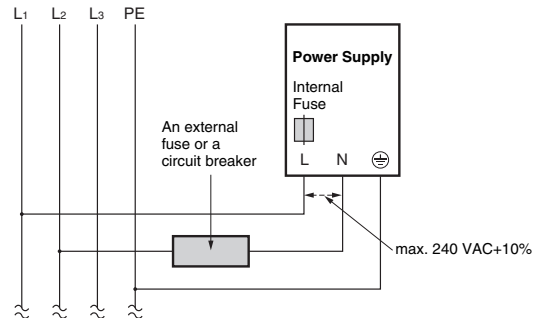 L1 L2 L3 PE
Power Supply
Internal
Fuse
An external
fuse or a
circuit breaker
L N
max. 240 VAC+10%